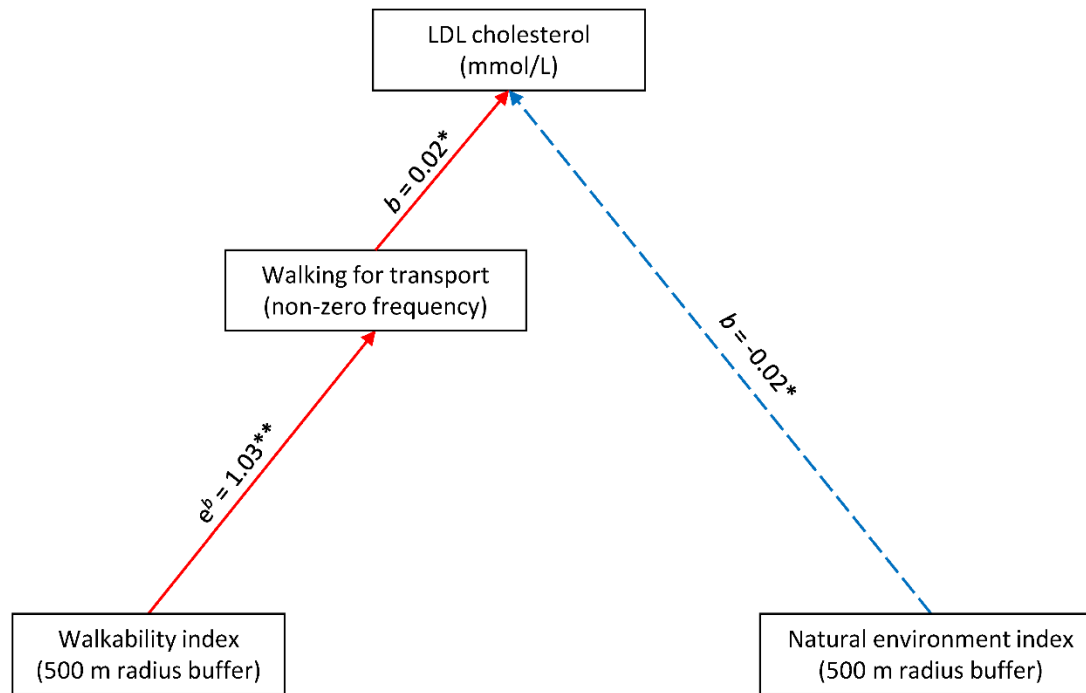 LDL cholesterol
(mmol/L)
b = 0.02*
Walking for transport
(non-zero frequency)
b = -0.02*
eᵇ = 1.03**
Walkability index
(500 m radius buffer)
Natural environment index
(500 m radius buffer)